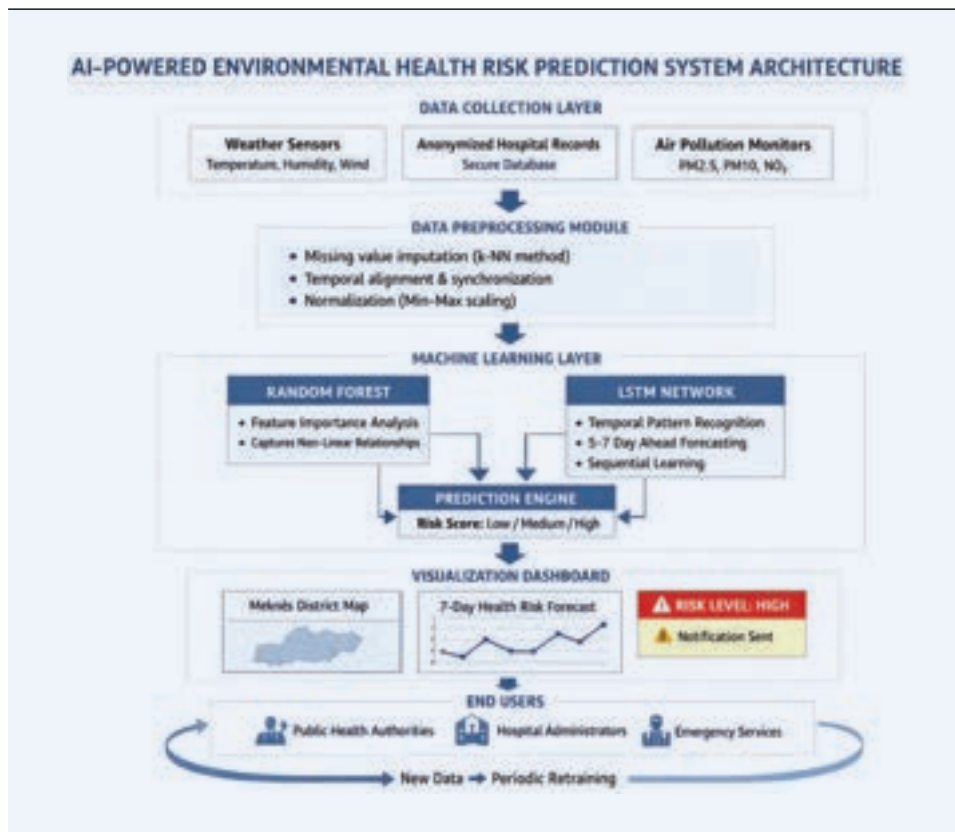 AI-POWERED ENVIRONMENTAL HEALTH RISK PREDICTION SYSTEM ARCHITECTURE
DATA COLLECTION LAYER
Weather Sensors
Temperature, Humidity, Wind
Anonymized Hospital Records
Secure Database
Air Pollution Monitors
PM2.5, PM10, NO₂
DATA PREPROCESSING MODULE
• Missing value imputation (k-NN method)
• Temporal alignment & synchronization
• Normalization (Min-Max scaling)
MACHINE LEARNING LAYER
RANDOM FOREST
• Feature Importance Analysis
• Captures Non-Linear Relationships
LSTM NETWORK
• Temporal Pattern Recognition
• 5-7 Day Ahead Forecasting
• Sequential Learning
PREDICTION ENGINE
Risk Score: Low / Medium / High
VISUALIZATION DASHBOARD
Meknès District Map
7-Day Health Risk Forecast
RISK LEVEL: HIGH
Notification Sent
END USERS
Public Health Authorities
Hospital Administrators
Emergency Services
New Data → Periodic Retraining